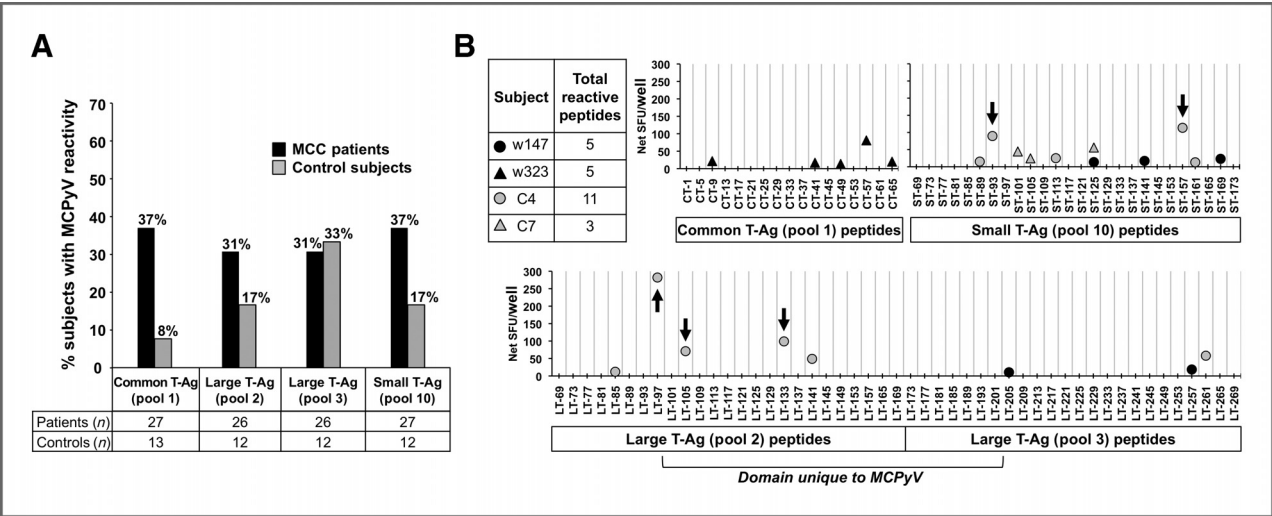 A
% subjects with MCPyV reactivity
70
60
50
40
30
20
10
0
MCC patients
Control subjects
37%
8%
31%
17%
31%
33%
37%
17%
Common T-Ag (pool 1)
Large T-Ag (pool 2)
Large T-Ag (pool 3)
Small T-Ag (pool 10)
Patients (n) 27 26 26 27
Controls (n) 13 12 12 12
B
Subject Total reactive peptides
w147 5
w323 5
C4 11
C7 3
Net SFU/well
300
250
200
150
100
50
0
CT-1 CT-5 CT-9 CT-13 CT-17 CT-21 CT-25 CT-29 CT-33 CT-37 CT-41 CT-45 CT-49 CT-53 CT-57 CT-61 CT-65
Common T-Ag (pool 1) peptides
ST-69 ST-73 ST-77 ST-81 ST-85 ST-89 ST-93 ST-97 ST-101 ST-105 ST-109 ST-113 ST-117 ST-121 ST-125 ST-129 ST-133 ST-137 ST-141 ST-145 ST-153 ST-157 ST-161 ST-165 ST-169 ST-173
Small T-Ag (pool 10) peptides
Net SFU/well
300
250
200
150
100
50
0
LT-69 LT-73 LT-77 LT-81 LT-85 LT-89 LT-93 LT-97 LT-101 LT-105 LT-109 LT-113 LT-117 LT-121 LT-125 LT-129 LT-133 LT-137 LT-141 LT-145 LT-149 LT-153 LT-157 LT-165 LT-169 LT-173 LT-177 LT-181 LT-185 LT-189 LT-193 LT-201 LT-205 LT-209 LT-213 LT-217 LT-221 LT-225 LT-229 LT-233 LT-237 LT-241 LT-245 LT-249 LT-253 LT-257 LT-261 LT-265 LT-269
Large T-Ag (pool 2) peptides
Large T-Ag (pool 3) peptides
Domain unique to MCPyV